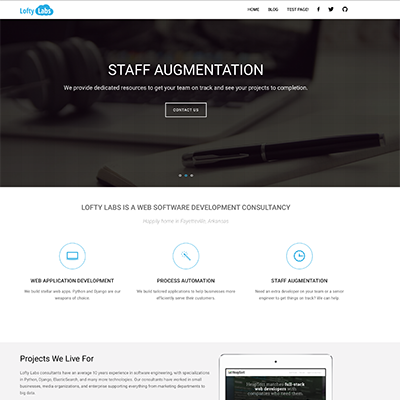 Lofty Labs
HOME BLOG TEST PAGE!
STAFF AUGMENTATION
We provide dedicated resources to get your team on track and see your projects to completion.
CONTACT US
LOFTY LABS IS A WEB SOFTWARE DEVELOPMENT CONSULTANCY
Happily home in Fayetteville, Arkansas
WEB APPLICATION DEVELOPMENT
We build stellar web apps. Python and Django are our
weapons of choice.
PROCESS AUTOMATION
We build tailored applications to help businesses more
efficiently serve their customers.
STAFF AUGMENTATION
Need an extra developer on your team or a senior
engineer to get things on track? We can help.
Projects We Live For
Lofty Labs consultants have an average 10 years experience in software engineering, with specializations
in Python, Django, ElasticSearch, and many more technologies. Our consultants have worked in small
businesses, media organizations, and enterprise supporting everything from marketing departments to
big data.
full-stack
web developers with
companies who need them.